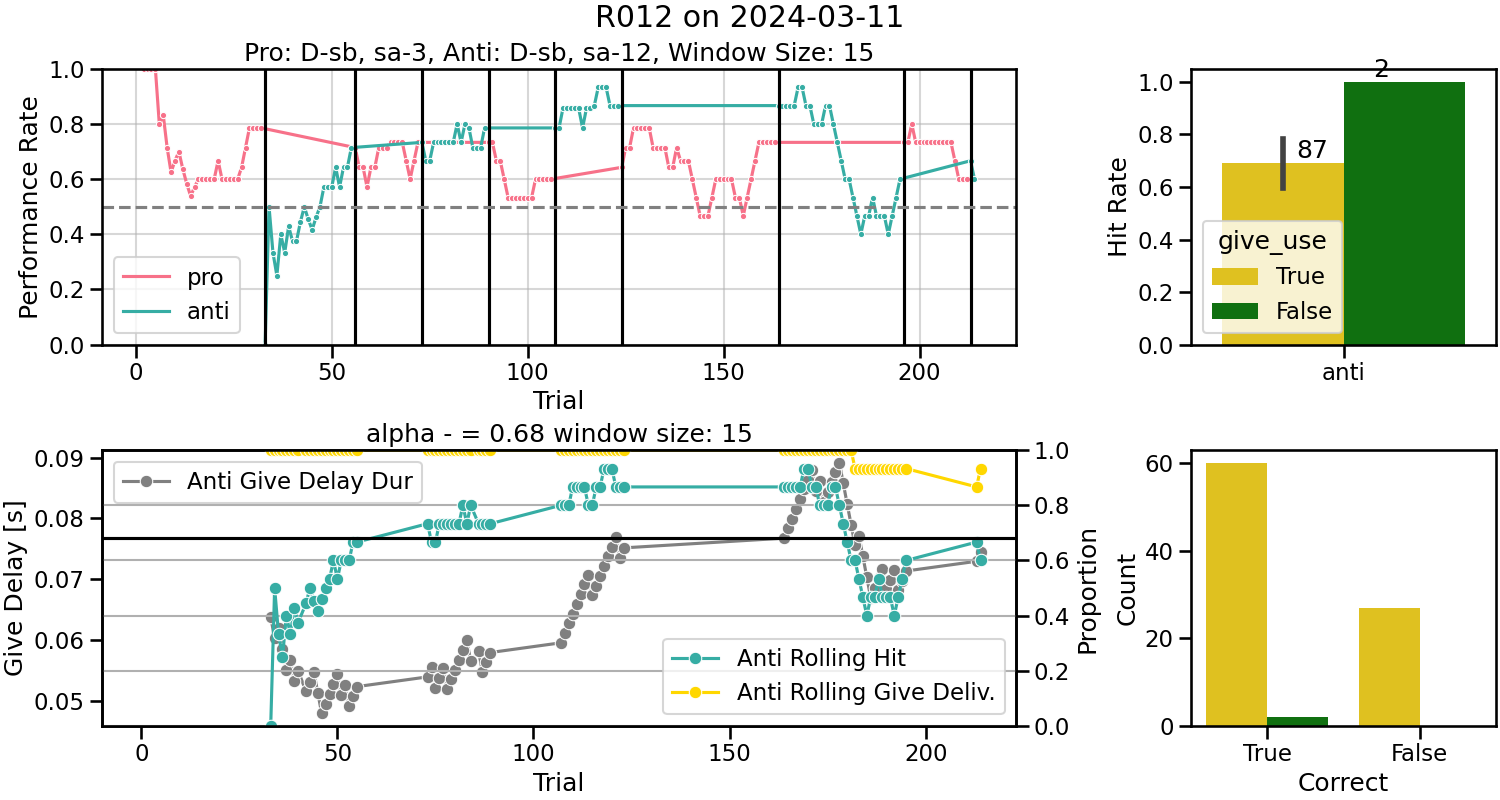 R012 on 2024-03-11
Pro: D-sb, sa-3, Anti: D-sb, sa-12, Window Size: 15
1.0
0.8
0.6
0.4
0.2
0.0
Performance Rate
pro
anti
0
50
100
150
200
Trial
2
87
1.0
0.8
0.6
0.4
0.2
0.0
Hit Rate
give_use
True
False
anti
alpha - = 0.68 window size: 15
0.09
0.08
0.07
0.06
0.05
Give Delay [s]
Anti Give Delay Dur
1.0
0.8
0.6
0.4
0.2
0.0
Proportion
Anti Rolling Hit
Anti Rolling Give Deliv.
0
50
100
150
200
Trial
60
40
20
0
Count
True
False
Correct